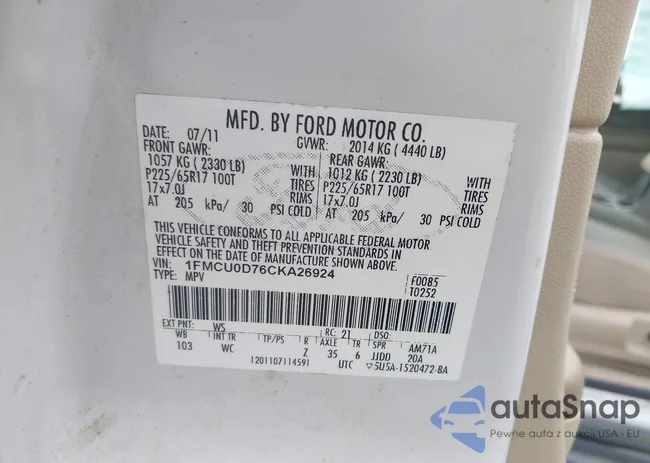 MFD. BY FORD MOTOR CO.
DATE: 07/11 GVWR: 2014 KG (4440 LB)
FRONT GAWR: REAR GAWR:
1057 KG (2330 LB) WITH 1012 KG (2230 LB) WITH
P225/65R17 100T TIRES P225/65R17 100T TIRES
17x7.0J RIMS 17x7.0J RIMS
AT 205 kPa/ 30 PSI COLD AT 205 kPa/ 30 PSI COLD
THIS VEHICLE CONFORMS TO ALL APPLICABLE FEDERAL MOTOR
VEHICLE SAFETY AND THEFT PREVENTION STANDARDS IN
EFFECT ON THE DATE OF MANUFACTURE SHOWN ABOVE.
VIN: 1FMCU0D76CKA26924 F0085
TYPE: MPV T0252
EXT PNT: WS RC: 21 DSO:
WB INT TR TP/PS R AXLE TR SPR AM71A
103 WC Z 35 6 JJDD 20A
1201107114591 UTC ▽5U5A-1520472-BA
autoSnap
Pewne auta z aukcji USA i EU